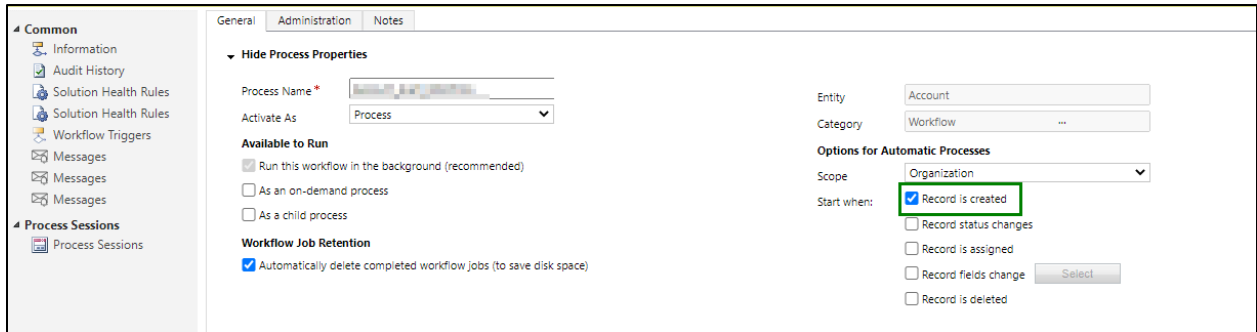 Common
Information
Audit History
Solution Health Rules
Solution Health Rules
Workflow Triggers
Messages
Messages
Messages
Process Sessions
Process Sessions
General Administration Notes
Hide Process Properties
Process Name *
Activate As Process
Available to Run
Run this workflow in the background (recommended)
As an on-demand process
As a child process
Workflow Job Retention
Automatically delete completed workflow jobs (to save disk space)
Entity Account
Category Workflow ...
Options for Automatic Processes
Scope Organization
Start when: Record is created
Record status changes
Record is assigned
Record fields change Select
Record is deleted